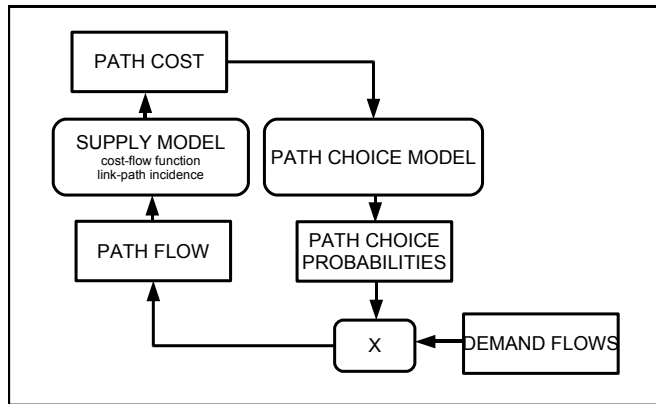 PATH COST
SUPPLY MODEL
cost-flow function
link-path incidence
PATH CHOICE MODEL
PATH FLOW
PATH CHOICE
PROBABILITIES
X
DEMAND FLOWS